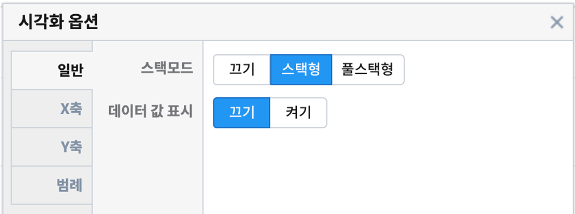 시각화 옵션
일반
스택모드 끄기 스택형 풀스택형
X축
데이터 값 표시 끄기 켜기
Y축
범례